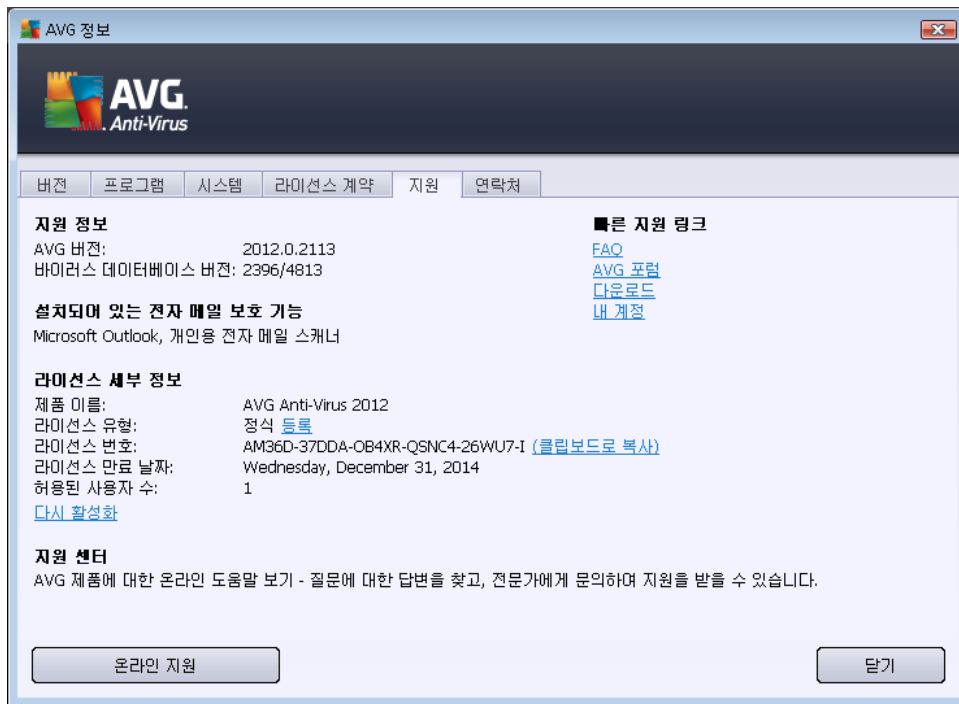 AVG 정보
AVG.
Anti-Virus
버전 프로그램 시스템 라이선스 계약 지원 연락처
지원 정보
AVG 버전: 2012.0.2113
바이러스 데이터베이스 버전: 2396/4813
설치되어 있는 전자 메일 보호 기능
Microsoft Outlook, 개인용 전자 메일 스캐너
라이선스 세부 정보
제품 이름: AVG Anti-Virus 2012
라이선스 유형: 정식 등록
라이선스 번호: AM36D-37DDA-OB4XR-QSNC4-26WU7-I (클립보드로 복사)
라이선스 만료 날짜: Wednesday, December 31, 2014
허용된 사용자 수: 1
다시 활성화
지원 센터
AVG 제품에 대한 온라인 도움말 보기 - 질문에 대한 답변을 찾고, 전문가에게 문의하여 지원을 받을 수 있습니다.
빠른 지원 링크
FAQ
AVG 포럼
다운로드
내 계정
온라인 지원
닫기